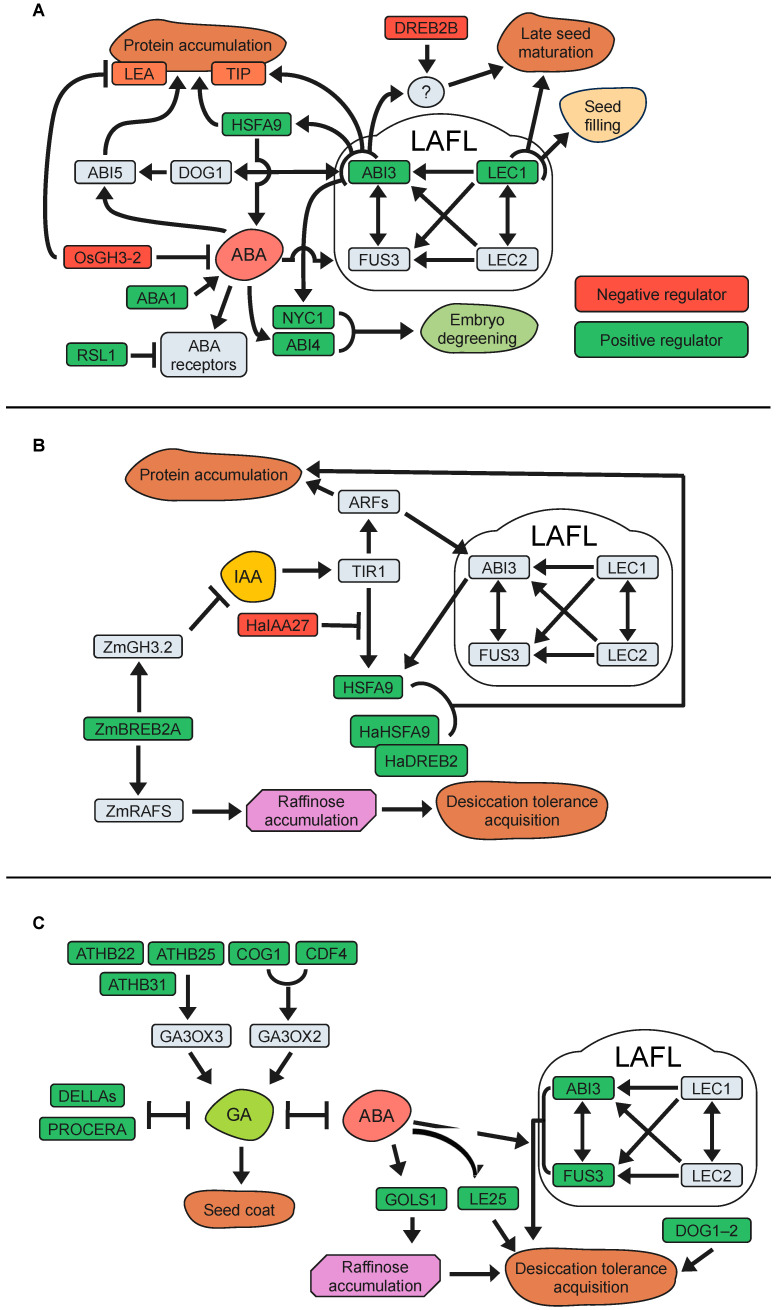 A
DREB2B
Protein accumulation
LEA
TIP
Late seed
maturation
?
HSFA9
Seed
filling
LAFL
ABI5
DOG1
ABI3
LEC1
OsGH3-2
ABA
FUS3
LEC2
ABA1
NYC1
ABI4
Embryo
degreening
Negative regulator
Positive regulator
RSL1
ABA
receptors
B
Protein accumulation
ARFs
LAFL
IAA
TIR1
ABI3
LEC1
HaIAA27
ZmGH3.2
FUS3
LEC2
HSFA9
ZmBREB2A
HaHSFA9
HaDREB2
ZmRAFS
Raffinose
accumulation
Desiccation tolerance
acquisition
C
ATHB22
ATHB25
COG1
CDF4
ATHB31
GA3OX3
GA3OX2
LAFL
DELLAs
PROCERA
GA
ABA
ABI3
LEC1
FUS3
LEC2
Seed coat
GOLS1
LE25
DOG1–2
Raffinose
accumulation
Desiccation tolerance
acquisition